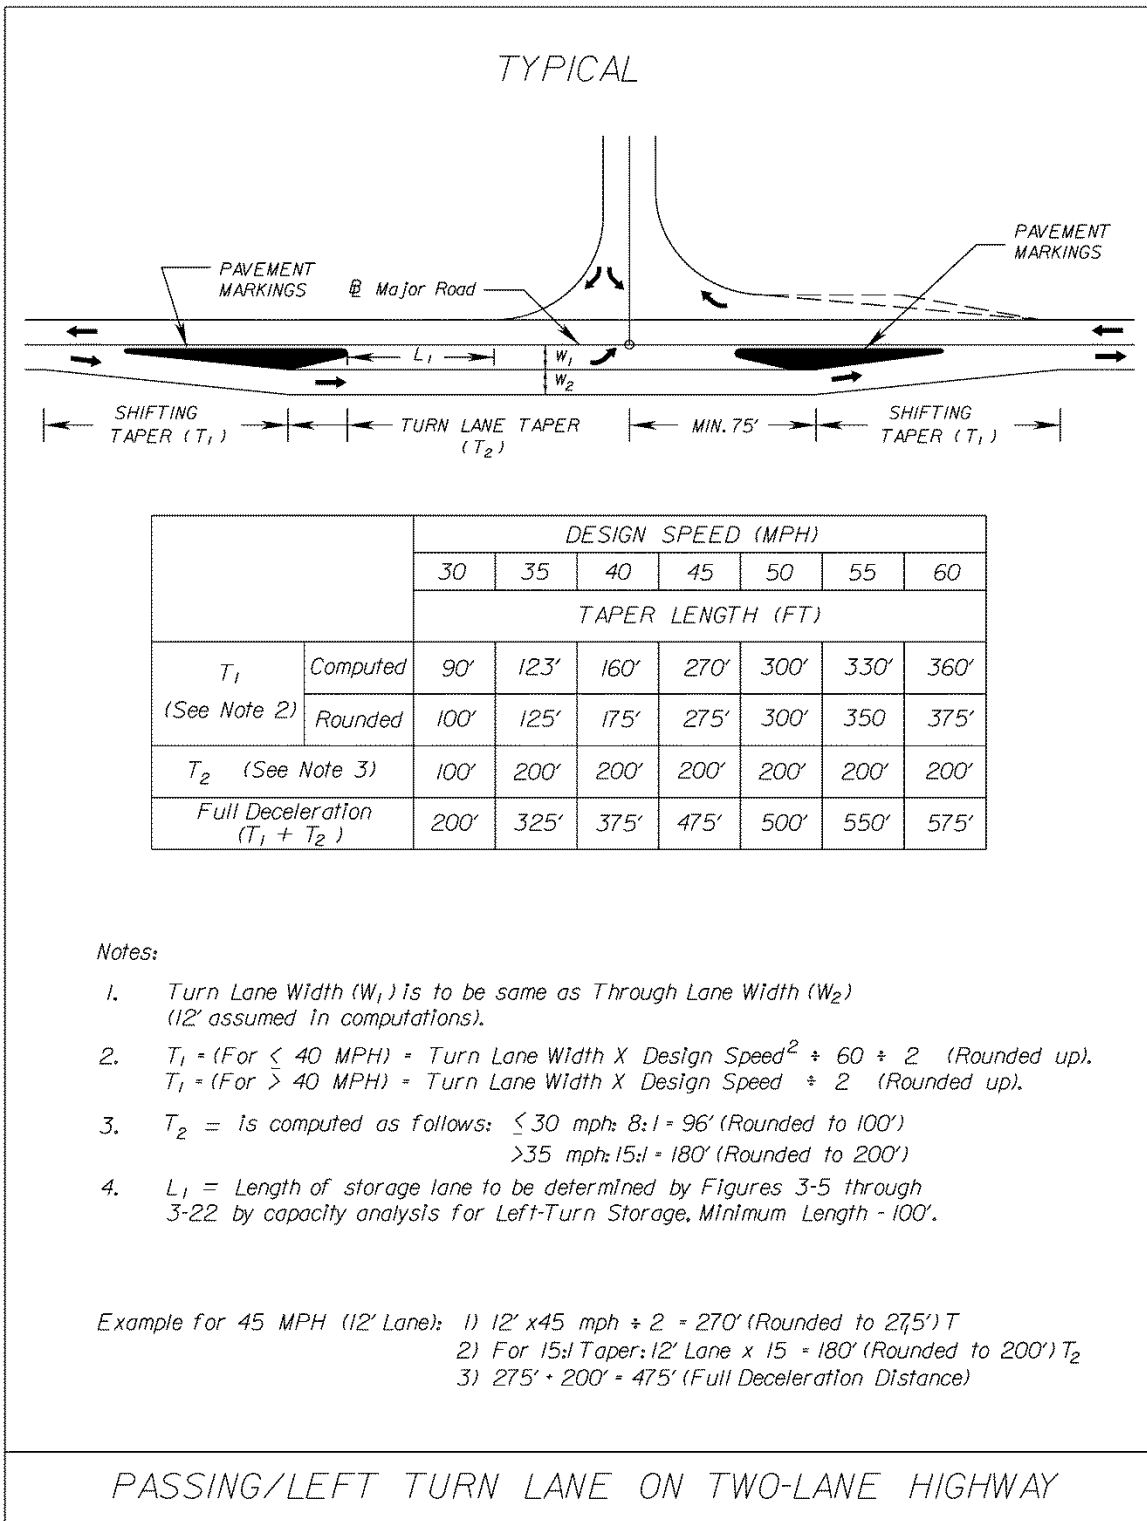 TYPICAL
PAVEMENT
MARKINGS
PAVEMENT
MARKINGS
℄ Major Road
L₁
W₁
W₂
SHIFTING
TAPER (T₁)
TURN LANE TAPER
(T₂)
MIN. 75'
SHIFTING
TAPER (T₁)
DESIGN SPEED (MPH)
30 35 40 45 50 55 60
TAPER LENGTH (FT)
T₁
(See Note 2)
Computed 90' 123' 160' 270' 300' 330' 360'
Rounded 100' 125' 175' 275' 300' 350 375'
T₂ (See Note 3) 100' 200' 200' 200' 200' 200' 200'
Full Deceleration
(T₁ + T₂) 200' 325' 375' 475' 500' 550' 575'
Notes:
1. Turn Lane Width (W₁) is to be same as Through Lane Width (W₂)
(12' assumed in computations).
2. T₁ = (For ≤ 40 MPH) = Turn Lane Width X Design Speed² ÷ 60 ÷ 2 (Rounded up).
T₁ = (For > 40 MPH) = Turn Lane Width X Design Speed ÷ 2 (Rounded up).
3. T₂ = is computed as follows: ≤ 30 mph: 8:1 = 96' (Rounded to 100')
>35 mph: 15:1 = 180' (Rounded to 200')
4. L₁ = Length of storage lane to be determined by Figures 3-5 through
3-22 by capacity analysis for Left-Turn Storage. Minimum Length - 100'.
Example for 45 MPH (12' Lane): 1) 12' x45 mph ÷ 2 = 270' (Rounded to 275') T
2) For 15:1 Taper: 12' Lane x 15 = 180' (Rounded to 200') T₂
3) 275' + 200' = 475' (Full Deceleration Distance)
PASSING/LEFT TURN LANE ON TWO-LANE HIGHWAY